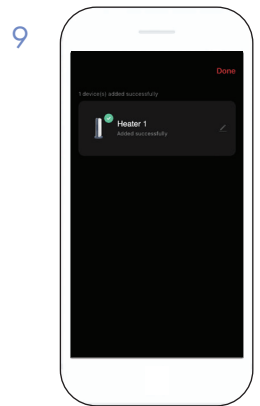 9
Done
1 device(s) added successfully
Heater 1
Added successfully